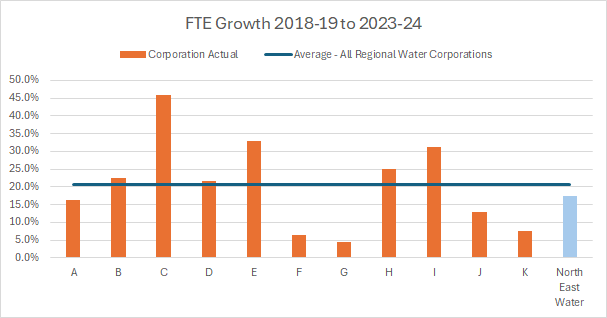 FTE Growth 2018-19 to 2023-24
Corporation Actual
Average - All Regional Water Corporations
50.0%
45.0%
40.0%
35.0%
30.0%
25.0%
20.0%
15.0%
10.0%
5.0%
0.0%
A B C D E F G H I J K North
East
Water